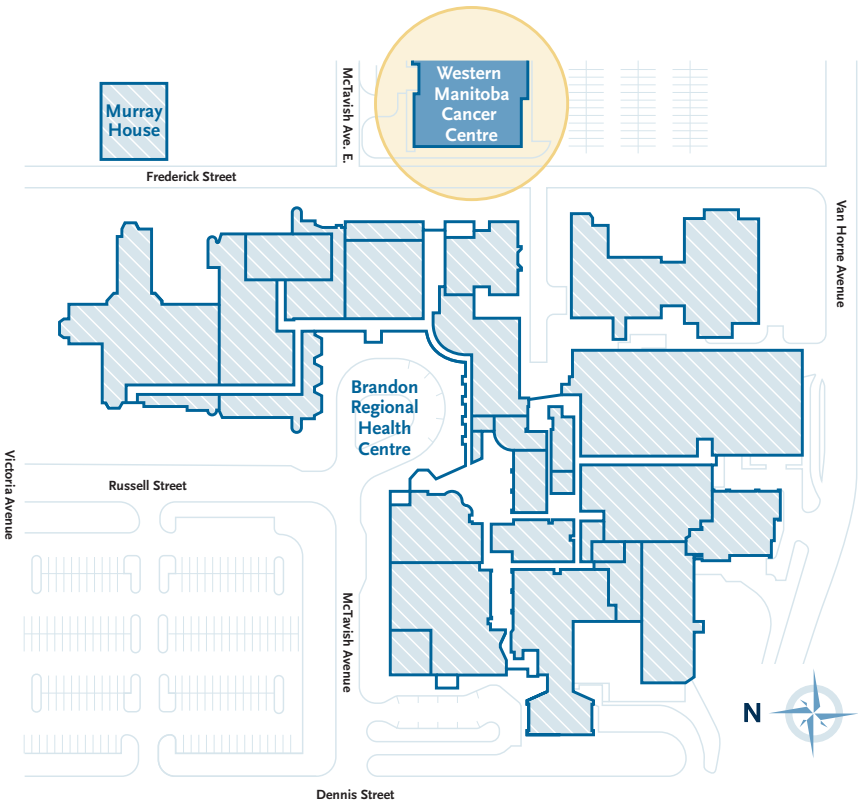 Western
Manitoba
Cancer
Centre
McTavish Ave. E.
Murray
House
Frederick Street
Van Horne Avenue
Brandon
Regional
Health
Centre
Victoria Avenue
Russell Street
McTavish Avenue
N
Dennis Street